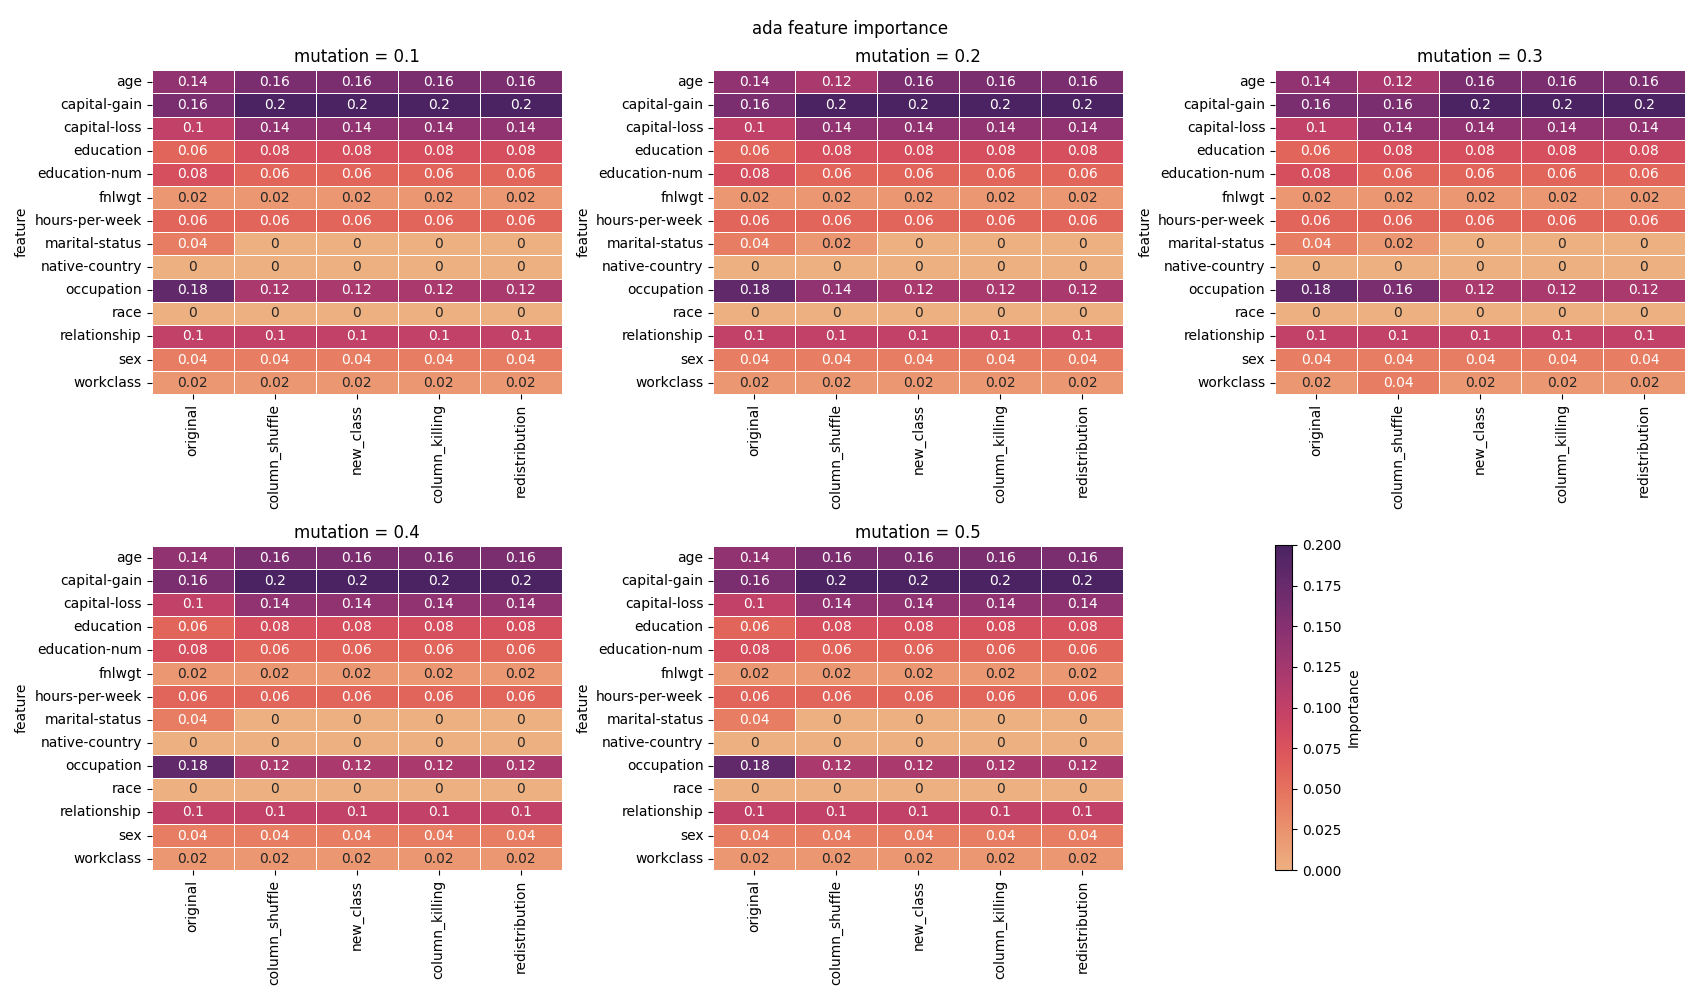 ada feature importance
mutation = 0.1
feature
age 0.14 0.16 0.16 0.16 0.16
capital-gain 0.16 0.2 0.2 0.2 0.2
capital-loss 0.1 0.14 0.14 0.14 0.14
education 0.06 0.08 0.08 0.08 0.08
education-num 0.08 0.06 0.06 0.06 0.06
fnlwgt 0.02 0.02 0.02 0.02 0.02
hours-per-week 0.06 0.06 0.06 0.06 0.06
marital-status 0.04 0 0 0 0
native-country 0 0 0 0 0
occupation 0.18 0.12 0.12 0.12 0.12
race 0 0 0 0 0
relationship 0.1 0.1 0.1 0.1 0.1
sex 0.04 0.04 0.04 0.04 0.04
workclass 0.02 0.02 0.02 0.02 0.02
original column_shuffle new_class column_killing redistribution
mutation = 0.2
feature
age 0.14 0.12 0.16 0.16 0.16
capital-gain 0.16 0.2 0.2 0.2 0.2
capital-loss 0.1 0.14 0.14 0.14 0.14
education 0.06 0.08 0.08 0.08 0.08
education-num 0.08 0.06 0.06 0.06 0.06
fnlwgt 0.02 0.02 0.02 0.02 0.02
hours-per-week 0.06 0.06 0.06 0.06 0.06
marital-status 0.04 0.02 0 0 0
native-country 0 0 0 0 0
occupation 0.18 0.14 0.12 0.12 0.12
race 0 0 0 0 0
relationship 0.1 0.1 0.1 0.1 0.1
sex 0.04 0.04 0.04 0.04 0.04
workclass 0.02 0.02 0.02 0.02 0.02
original column_shuffle new_class column_killing redistribution
mutation = 0.3
feature
age 0.14 0.12 0.16 0.16 0.16
capital-gain 0.16 0.16 0.2 0.2 0.2
capital-loss 0.1 0.14 0.14 0.14 0.14
education 0.06 0.08 0.08 0.08 0.08
education-num 0.08 0.06 0.06 0.06 0.06
fnlwgt 0.02 0.02 0.02 0.02 0.02
hours-per-week 0.06 0.06 0.06 0.06 0.06
marital-status 0.04 0.02 0 0 0
native-country 0 0 0 0 0
occupation 0.18 0.16 0.12 0.12 0.12
race 0 0 0 0 0
relationship 0.1 0.1 0.1 0.1 0.1
sex 0.04 0.04 0.04 0.04 0.04
workclass 0.02 0.04 0.02 0.02 0.02
original column_shuffle new_class column_killing redistribution
mutation = 0.4
feature
age 0.14 0.16 0.16 0.16 0.16
capital-gain 0.16 0.2 0.2 0.2 0.2
capital-loss 0.1 0.14 0.14 0.14 0.14
education 0.06 0.08 0.08 0.08 0.08
education-num 0.08 0.06 0.06 0.06 0.06
fnlwgt 0.02 0.02 0.02 0.02 0.02
hours-per-week 0.06 0.06 0.06 0.06 0.06
marital-status 0.04 0 0 0 0
native-country 0 0 0 0 0
occupation 0.18 0.12 0.12 0.12 0.12
race 0 0 0 0 0
relationship 0.1 0.1 0.1 0.1 0.1
sex 0.04 0.04 0.04 0.04 0.04
workclass 0.02 0.02 0.02 0.02 0.02
original column_shuffle new_class column_killing redistribution
mutation = 0.5
feature
age 0.14 0.16 0.16 0.16 0.16
capital-gain 0.16 0.2 0.2 0.2 0.2
capital-loss 0.1 0.14 0.14 0.14 0.14
education 0.06 0.08 0.08 0.08 0.08
education-num 0.08 0.06 0.06 0.06 0.06
fnlwgt 0.02 0.02 0.02 0.02 0.02
hours-per-week 0.06 0.06 0.06 0.06 0.06
marital-status 0.04 0 0 0 0
native-country 0 0 0 0 0
occupation 0.18 0.12 0.12 0.12 0.12
race 0 0 0 0 0
relationship 0.1 0.1 0.1 0.1 0.1
sex 0.04 0.04 0.04 0.04 0.04
workclass 0.02 0.02 0.02 0.02 0.02
original column_shuffle new_class column_killing redistribution
0.200
0.175
0.150
0.125
0.100
0.075
0.050
0.025
0.000
Importance